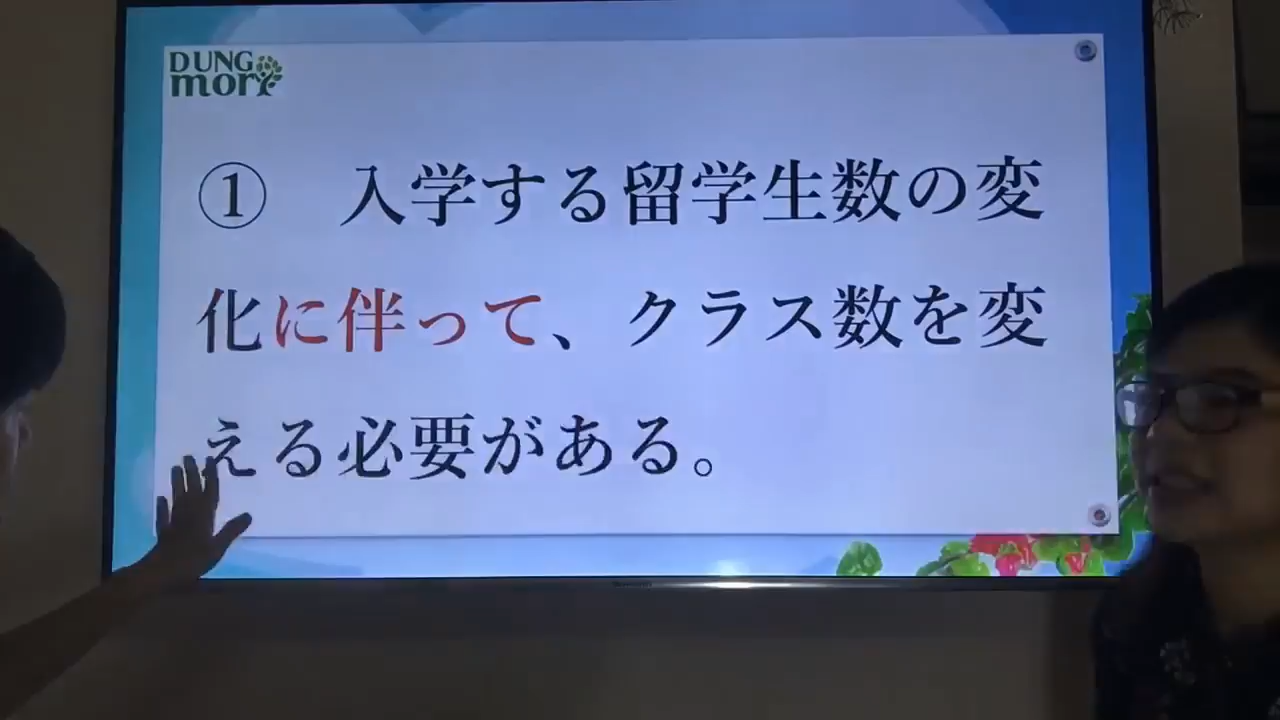 DUNG
mori
① 入学する留学生数の変
化に伴って、クラス数を変
える必要がある。